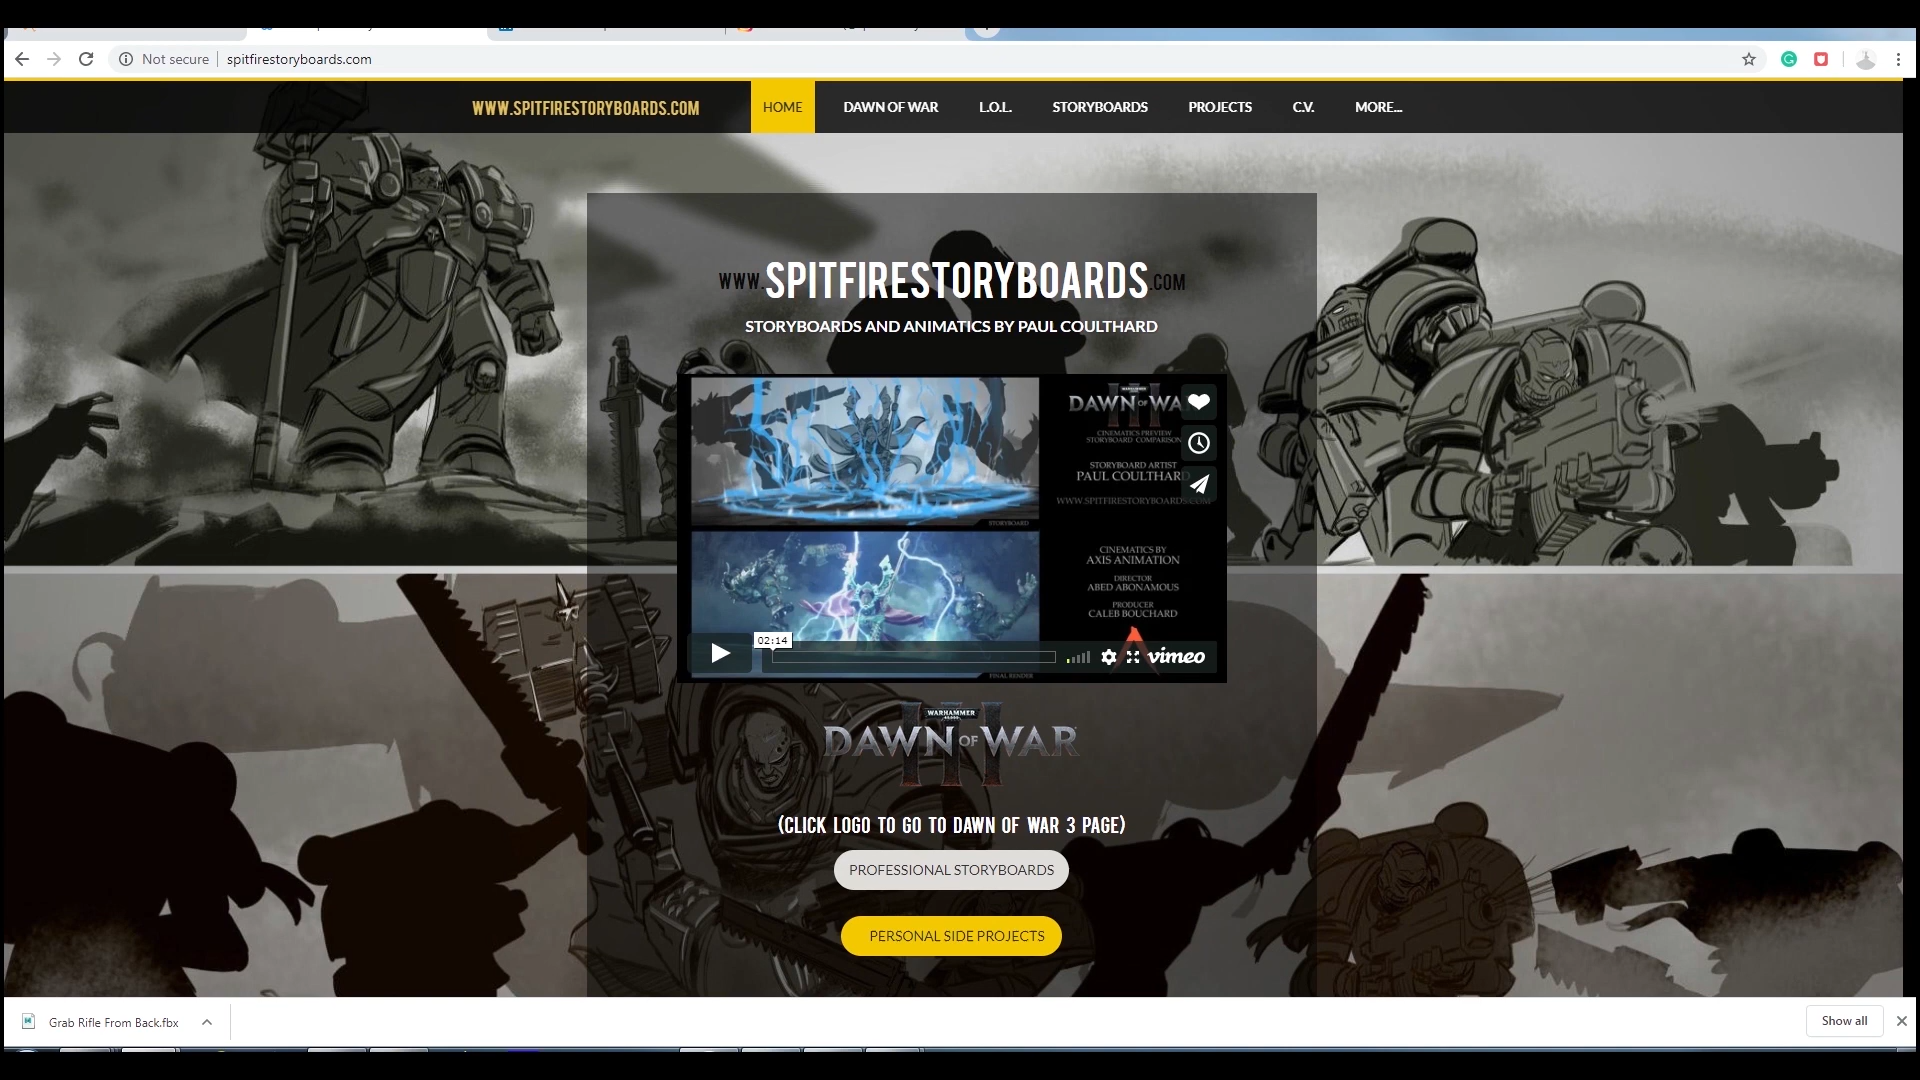 Not secure
spitfirestoryboards.com
WWW.SPITFIRESTORYBOARDS.COM
HOME
DAWN OF WAR
L.O.L.
STORYBOARDS
PROJECTS
C.V.
MORE...
WWW.SPITFIRESTORYBOARDS.COM
STORYBOARDS AND ANIMATICS BY PAUL COULTHARD
WARHAMMER
DAWN OF WA
CINEMATICS PREVIEW
STORYBOARD COMPARISON
STORYBOARD ARTIST
PAUL COULTHARD
WWW.SPITFIRESTORYBOARDS.COM
STORYBOARD
CINEMATICS BY
AXIS ANIMATION
DIRECTOR
ABED ABONAMOUS
PRODUCER
CALEB BOUCHARD
02:14
vimeo
FINAL RENDER
WARHAMMER
40,000
DAWN OF WAR
III
(CLICK LOGO TO GO TO DAWN OF WAR 3 PAGE)
PROFESSIONAL STORYBOARDS
PERSONAL SIDE PROJECTS
Grab Rifle From Back.fbx
Show all